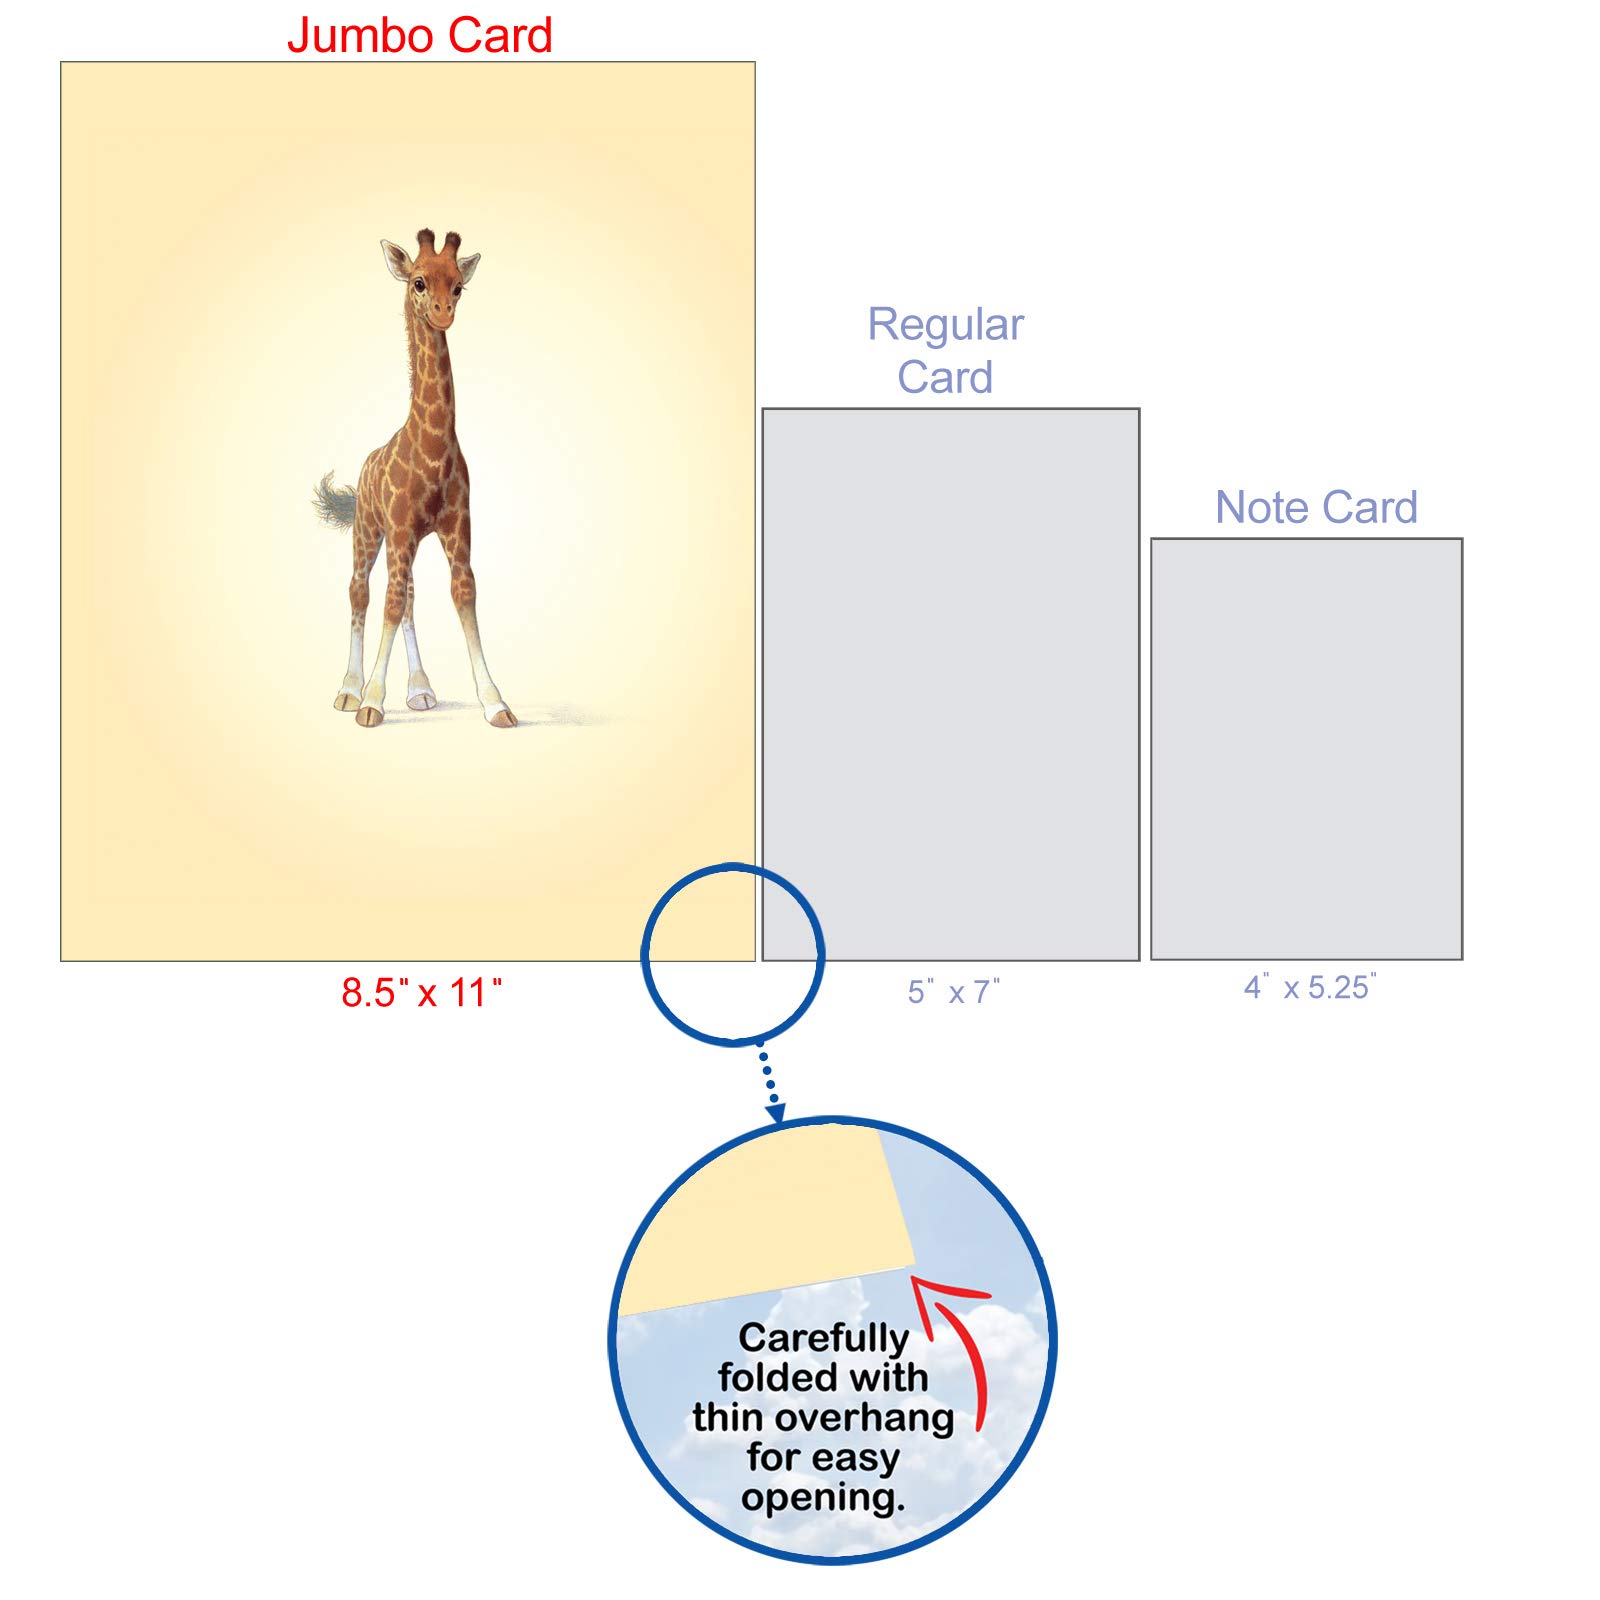 Jumbo Card
Regular
Card
Note Card
8.5" x 11"
5" x 7"
4" x 5.25"
Carefully
folded with
thin overhang
for easy
opening.